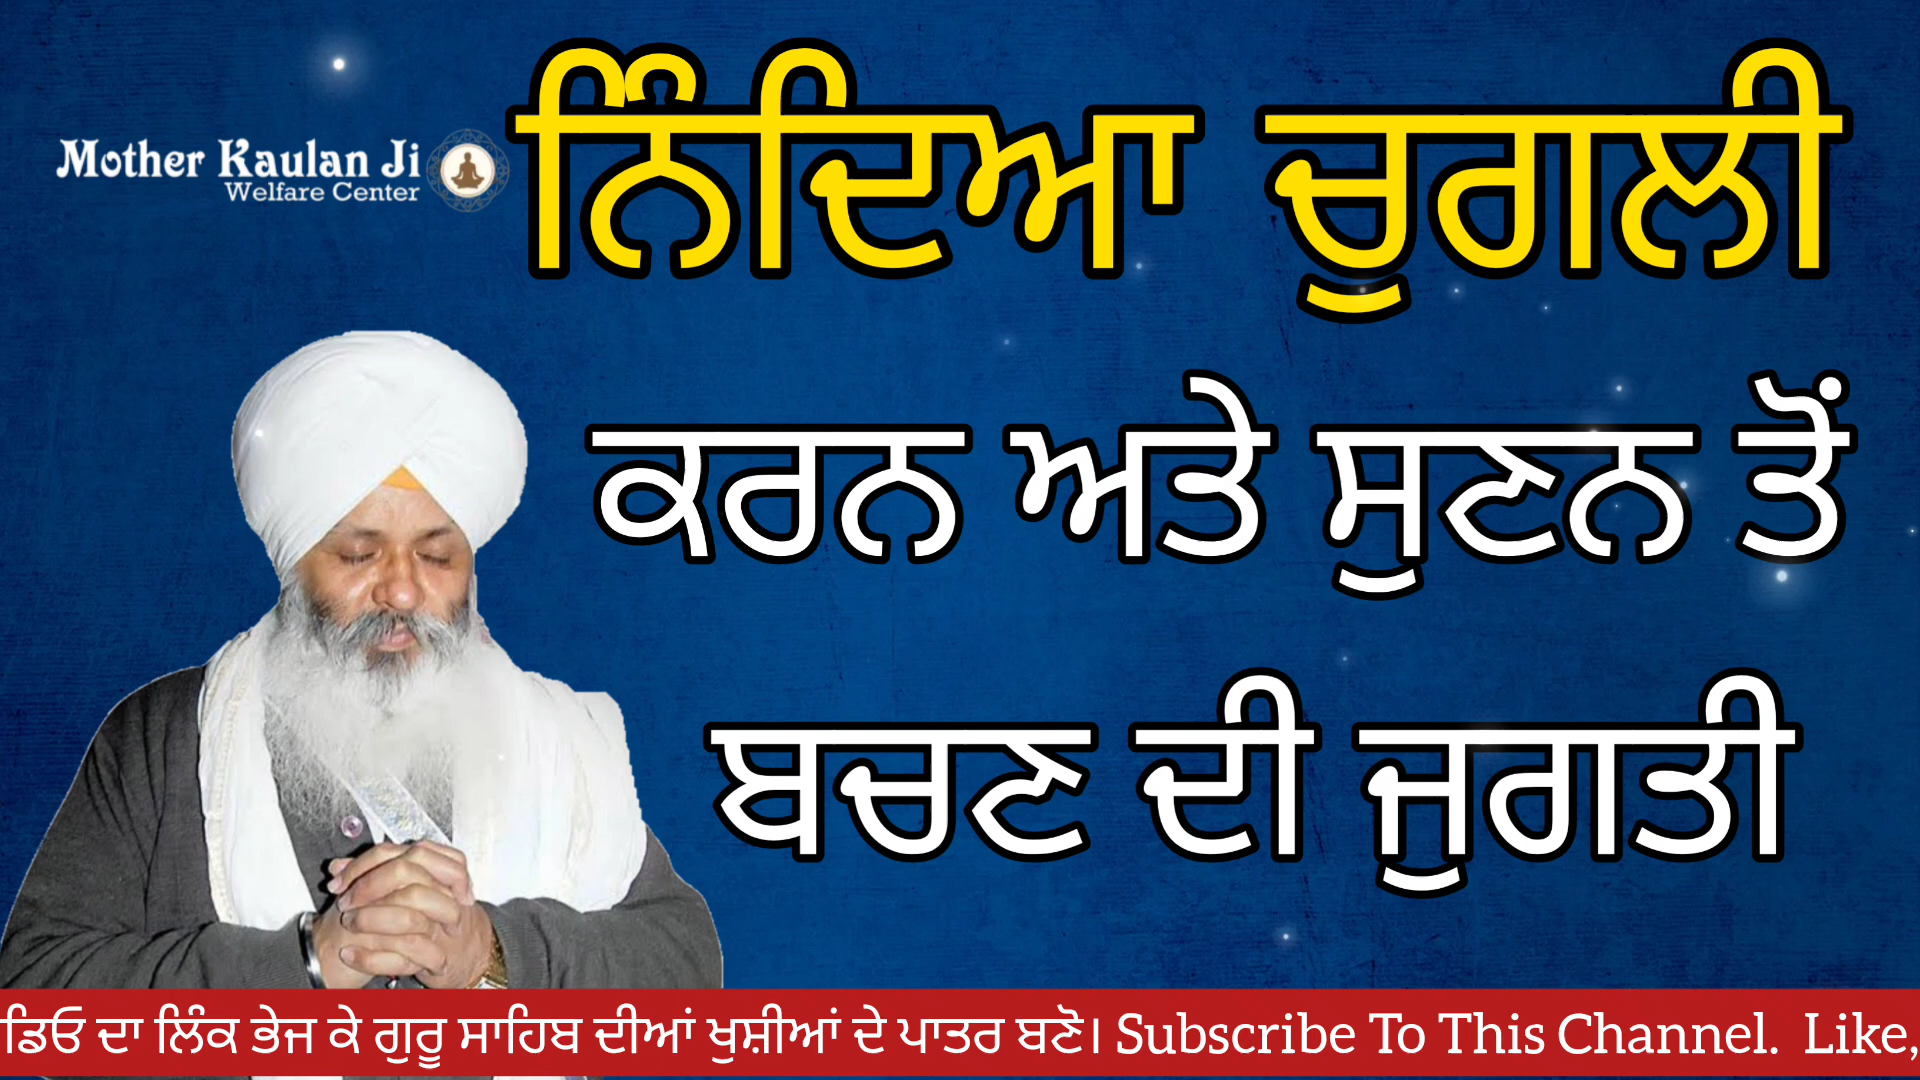 Mother Kaulan Ji
Welfare Center
ਨਿੰਦਿਆ ਚੁਗਲੀ
ਕਰਨ ਅਤੇ ਸੁਣਨ ਤੋਂ
ਬਚਣ ਦੀ ਜੁਗਤੀ
ਡਿਓ ਦਾ ਲਿੰਕ ਭੇਜ ਕੇ ਗੁਰੂ ਸਾਹਿਬ ਦੀਆਂ ਖੁਸ਼ੀਆਂ ਦੇ ਪਾਤਰ ਬਣੋ। Subscribe To This Channel. Like,